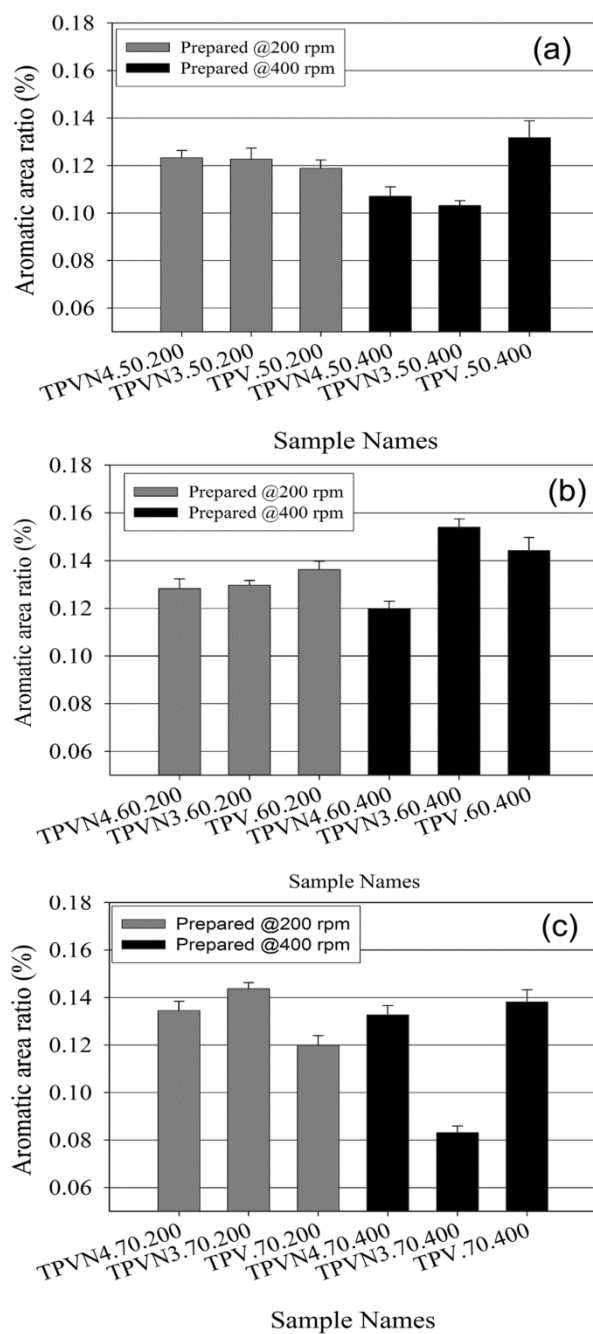 0.18
0.16
0.14
0.12
0.10
0.08
0.06
Aromatic area ratio (%)
Prepared @200 rpm
Prepared @400 rpm
(a)
TPVN4.50.200
TPVN3.50.200
TPV.50.200
TPVN4.50.400
TPVN3.50.400
TPV.50.400
Sample Names
0.18
0.16
0.14
0.12
0.10
0.08
0.06
Aromatic area ratio (%)
Prepared @200 rpm
Prepared @400 rpm
(b)
TPVN4.60.200
TPVN3.60.200
TPV.60.200
TPVN4.60.400
TPVN3.60.400
TPV.60.400
Sample Names
0.18
0.16
0.14
0.12
0.10
0.08
0.06
Aromatic area ratio (%)
Prepared @200 rpm
Prepared @400 rpm
(c)
TPVN4.70.200
TPVN3.70.200
TPV.70.200
TPVN4.70.400
TPVN3.70.400
TPV.70.400
Sample Names